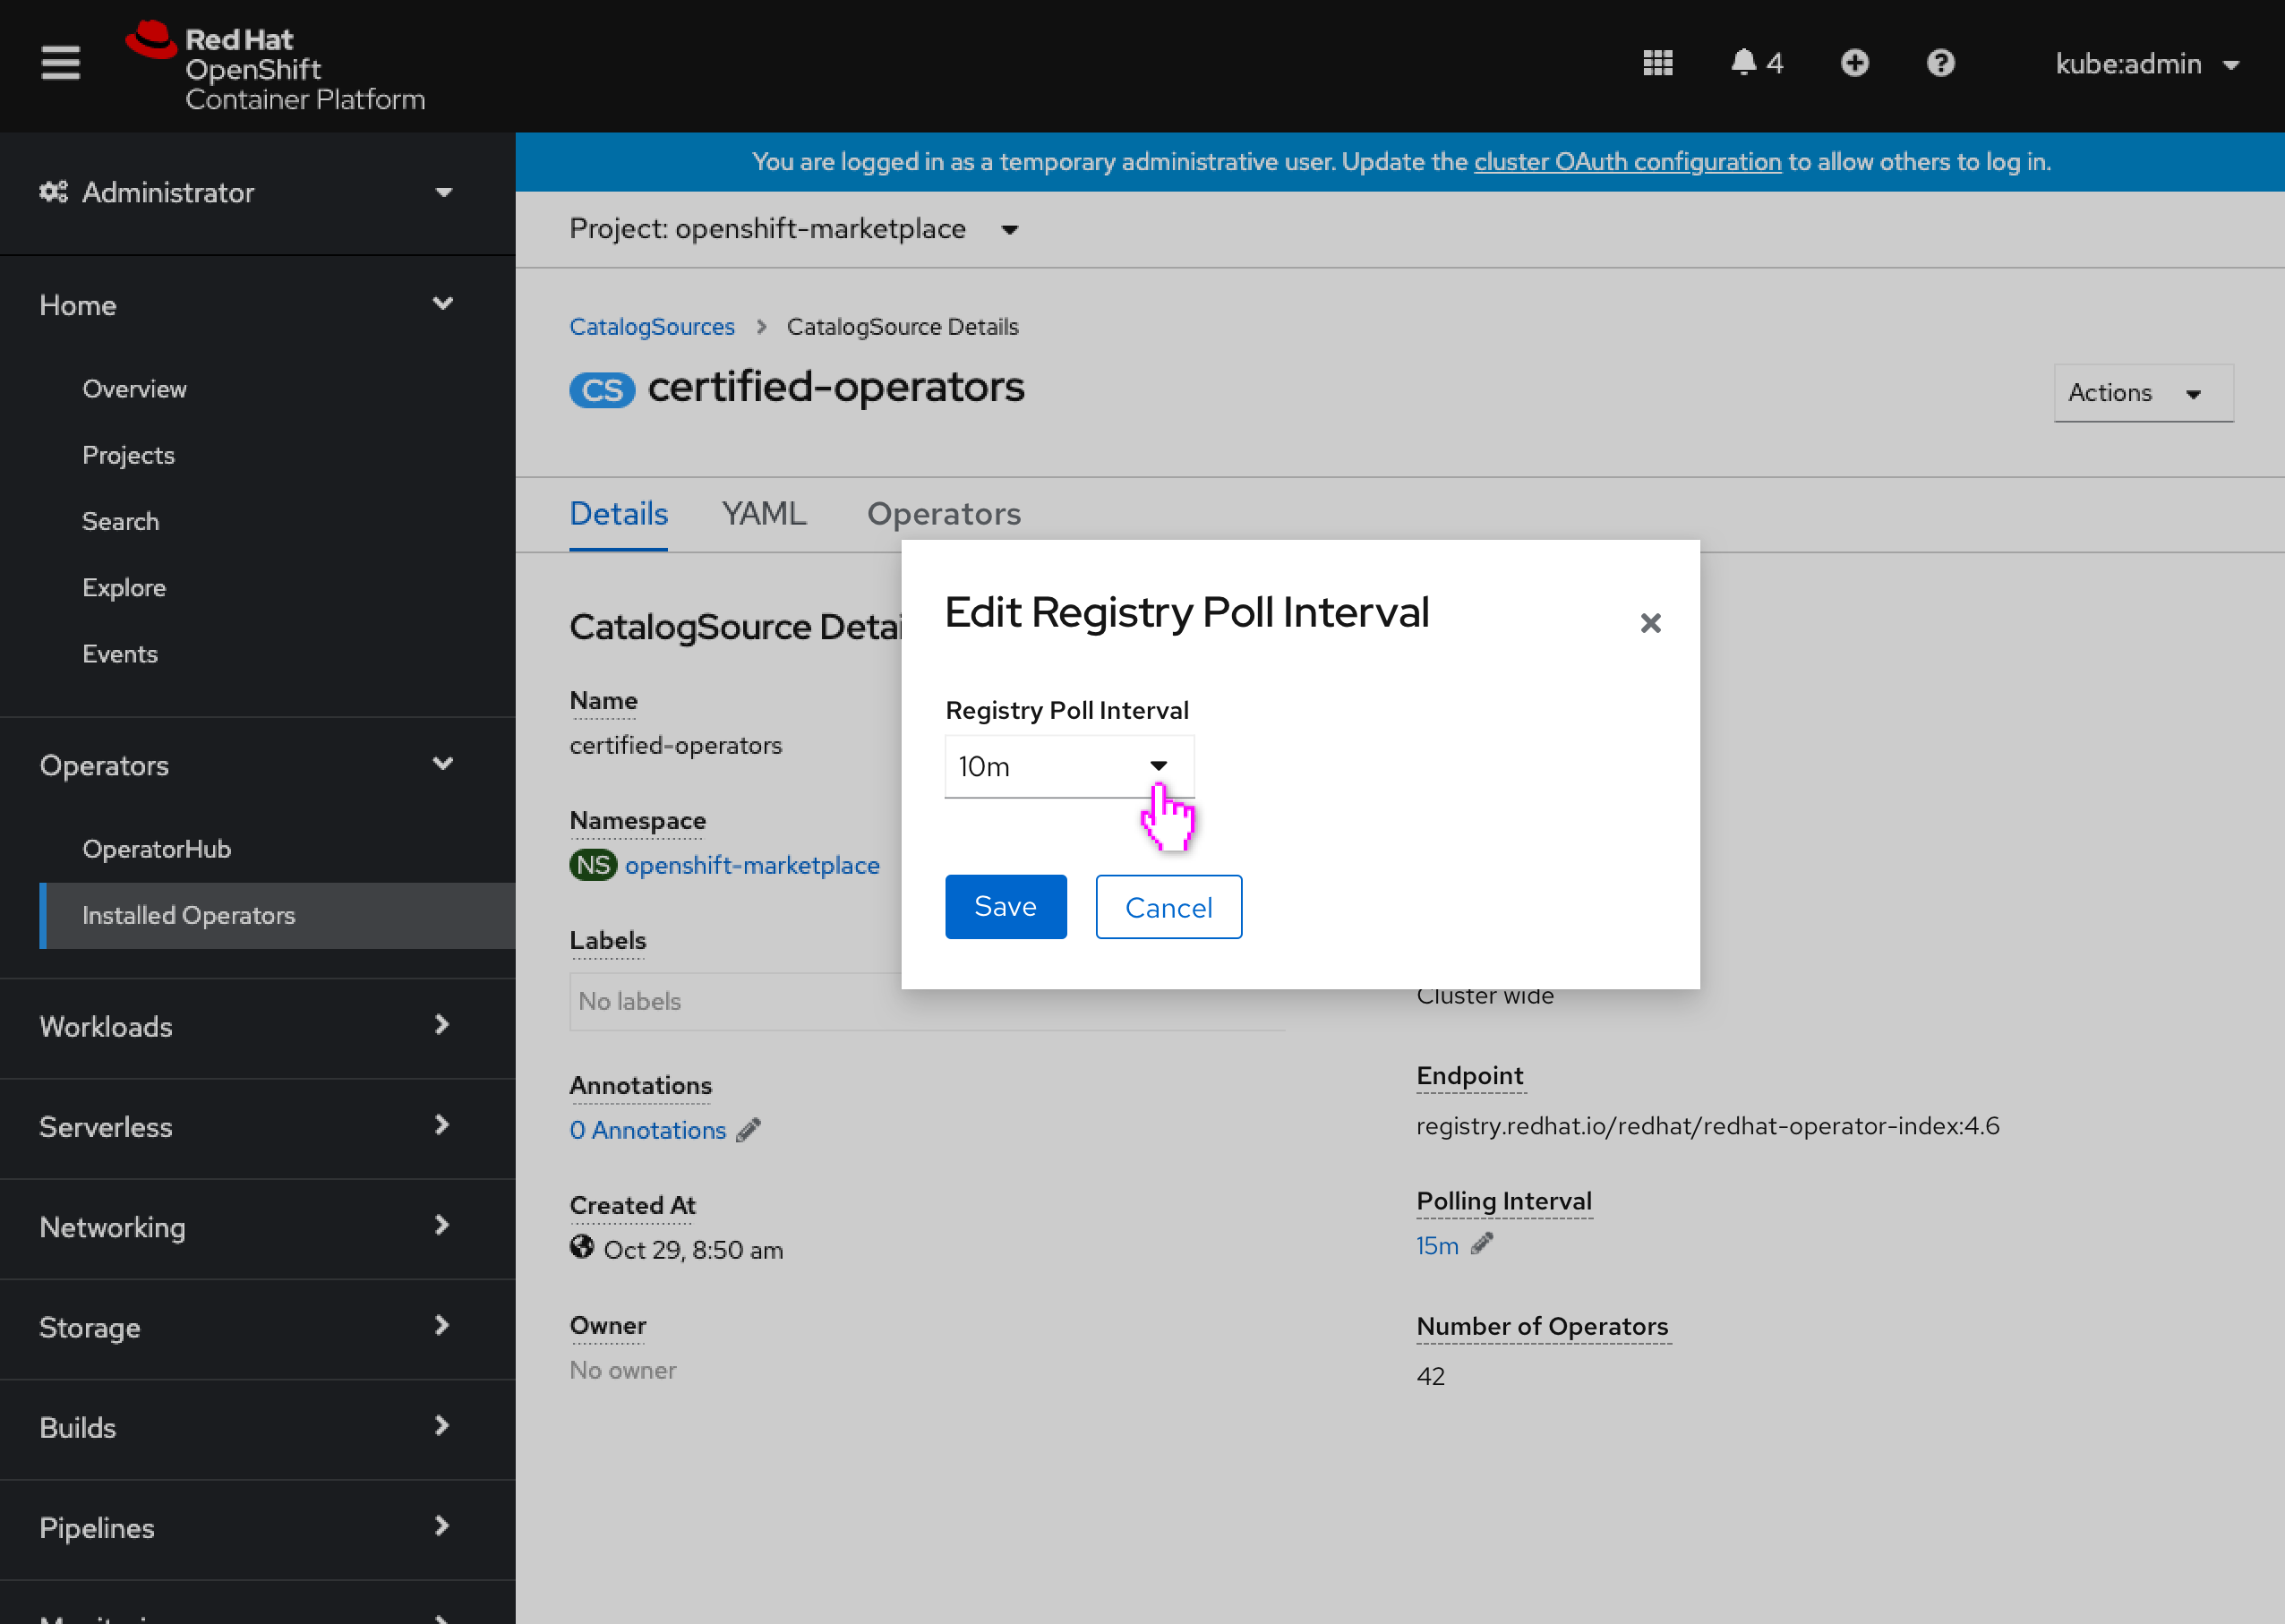 Red Hat
OpenShift
Container Platform
4
kube:admin
You are logged in as a temporary administrative user. Update the cluster OAuth configuration to allow others to log in.
Administrator
Home
Overview
Projects
Search
Explore
Events
Operators
OperatorHub
Installed Operators
Workloads
Serverless
Networking
Storage
Builds
Pipelines
Project: openshift-marketplace
CatalogSources > CatalogSource Details
CS certified-operators
Actions
Details YAML Operators
CatalogSource Detai
Name
certified-operators
Namespace
NS openshift-marketplace
Labels
No labels
Annotations
0 Annotations
Created At
Oct 29, 8:50 am
Owner
No owner
Edit Registry Poll Interval
Registry Poll Interval
10m
Save Cancel
Cluster wide
Endpoint
registry.redhat.io/redhat/redhat-operator-index:4.6
Polling Interval
15m
Number of Operators
42